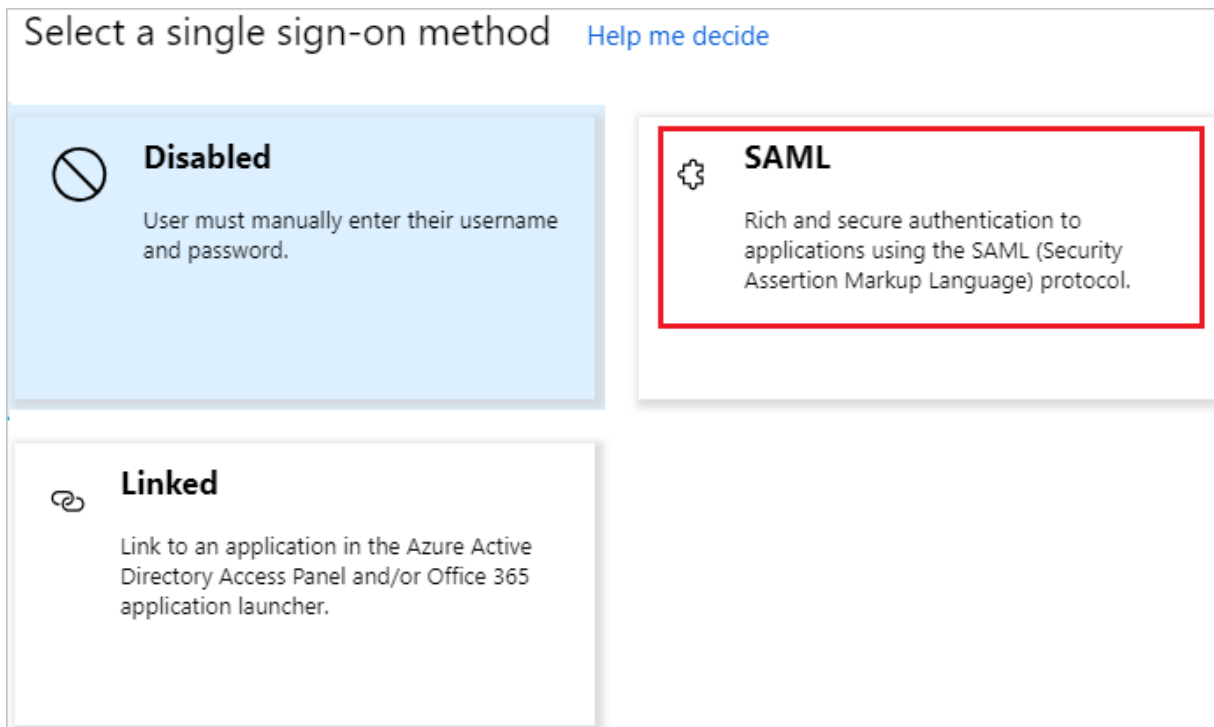 Select a single sign-on method Help me decide
Disabled
User must manually enter their username
and password.
SAML
Rich and secure authentication to
applications using the SAML (Security
Assertion Markup Language) protocol.
Linked
Link to an application in the Azure Active
Directory Access Panel and/or Office 365
application launcher.